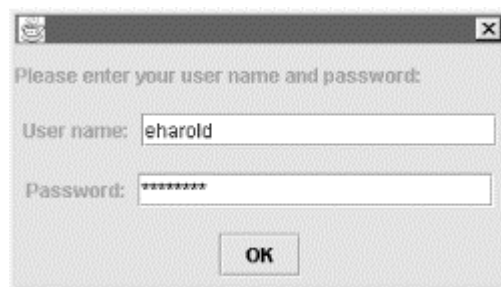 Please enter your user name and password:
User name: eharold
Password: ********
OK